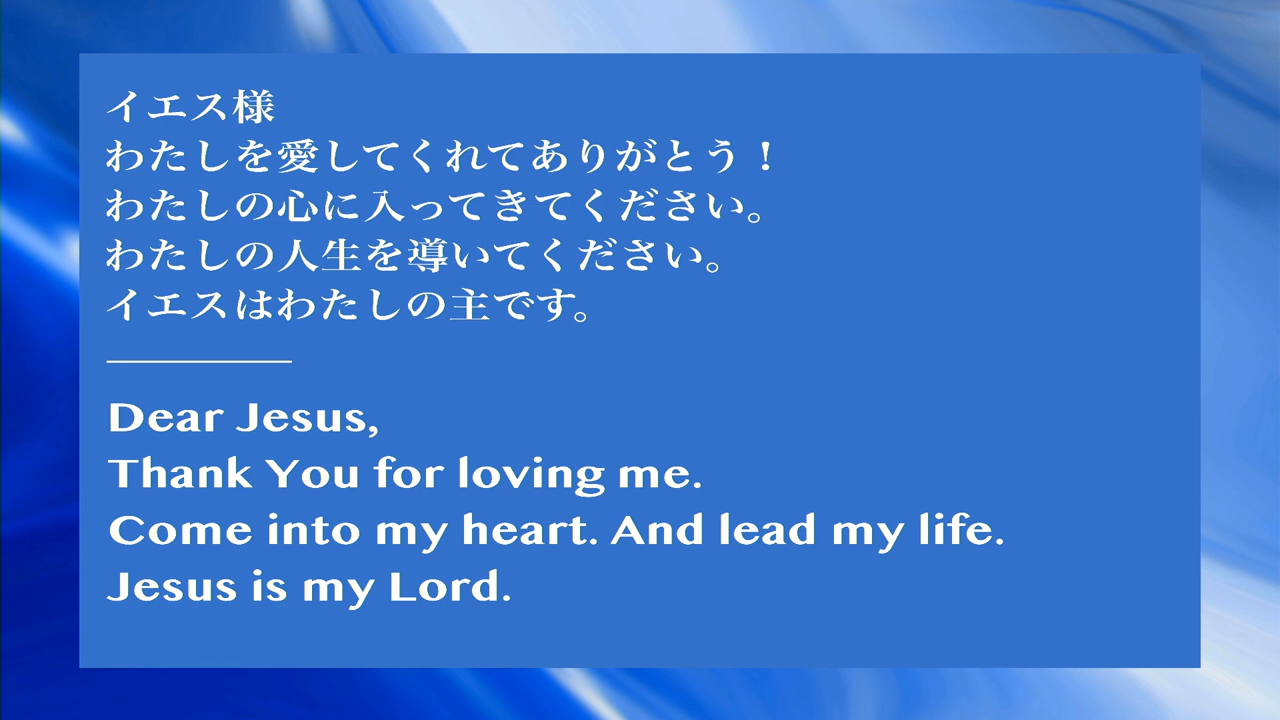 イエス様
わたしを愛してくれてありがとう！
わたしの心に入ってきてください。
わたしの人生を導いてください。
イエスはわたしの主です。
Dear Jesus,
Thank You for loving me.
Come into my heart. And lead my life.
Jesus is my Lord.